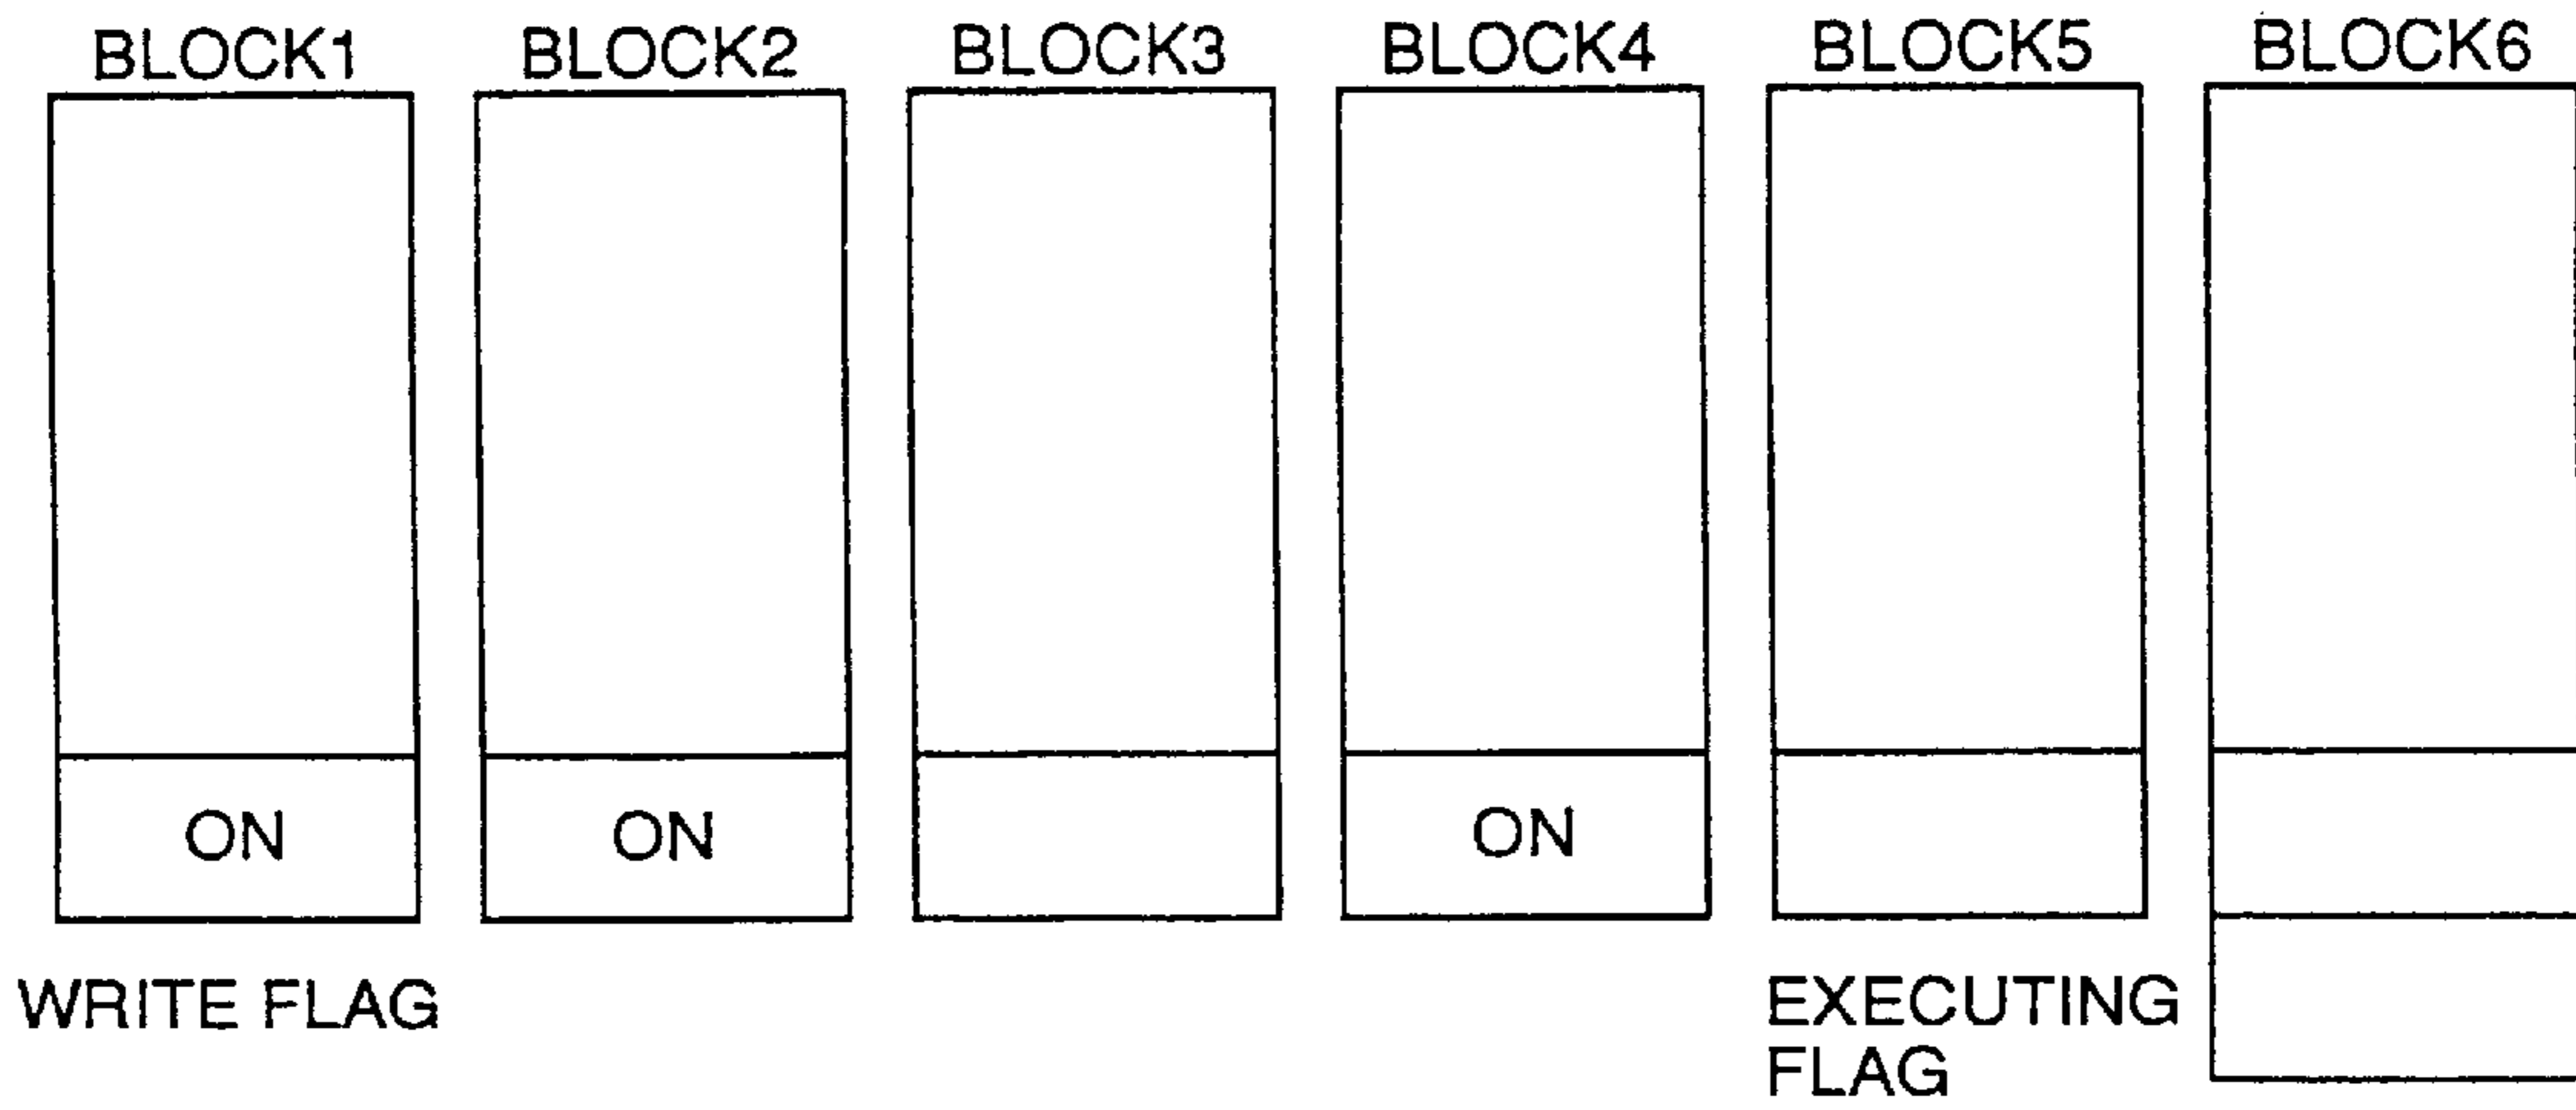 BLOCK1 BLOCK2 BLOCK3 BLOCK4 BLOCK5 BLOCK6
ON ON ON
WRITE FLAG
EXECUTING
FLAG